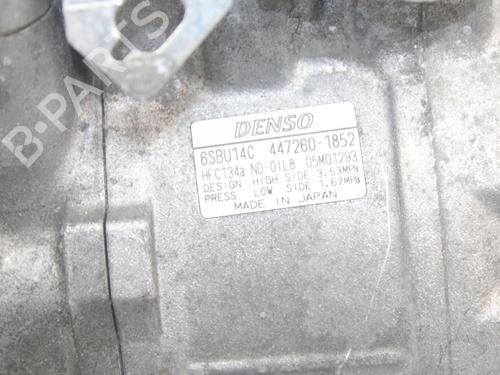 B-PARTS
DENSO
6SBU14C 447260-1852
HFC134a ND-OIL8 05M01293
DESIGN HIGH SIDE 3.53MPa
PRESS LOW SIDE 1.67MPa
MADE IN JAPAN